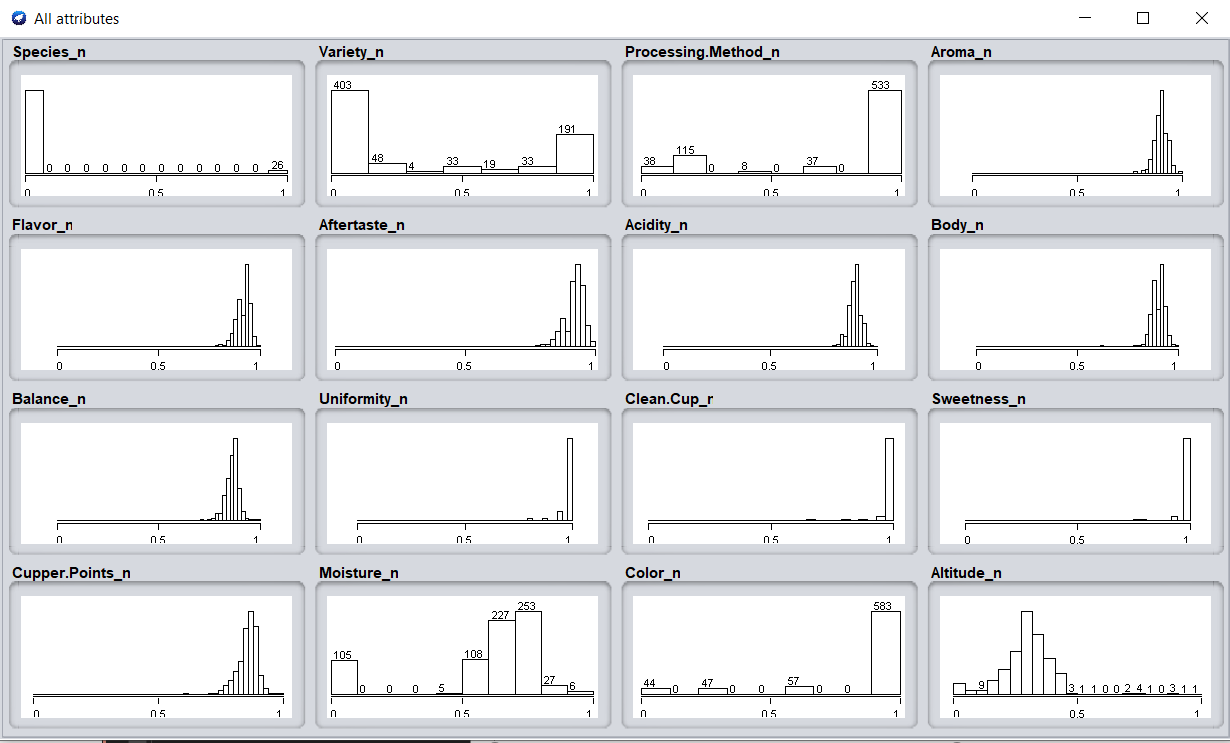 All attributes
Species_n Variety_n Processing.Method_n Aroma_n
0 0 0 0 0 0 0 0 0 0 0 0 26
0 0.5 1
403 48 4 33 19 33 191
0 0.5 1
38 115 0 8 0 37 0 533
0 0.5 1
0 0.5 1
Flavor_n Aftertaste_n Acidity_n Body_n
0 0.5 1
0 0.5 1
0 0.5 1
0 0.5 1
Balance_n Uniformity_n Clean.Cup_n Sweetness_n
0 0.5 1
0 0.5 1
0 0.5 1
0 0.5 1
Cupper.Points_n Moisture_n Color_n Altitude_n
0 0.5 1
105 0 0 0 5 108 227 253 27 6
0 0.5 1
44 0 47 0 0 57 0 0 583
0 0.5 1
9 3 1 1 0 0 2 4 1 0 3 1 1
0 0.5 1